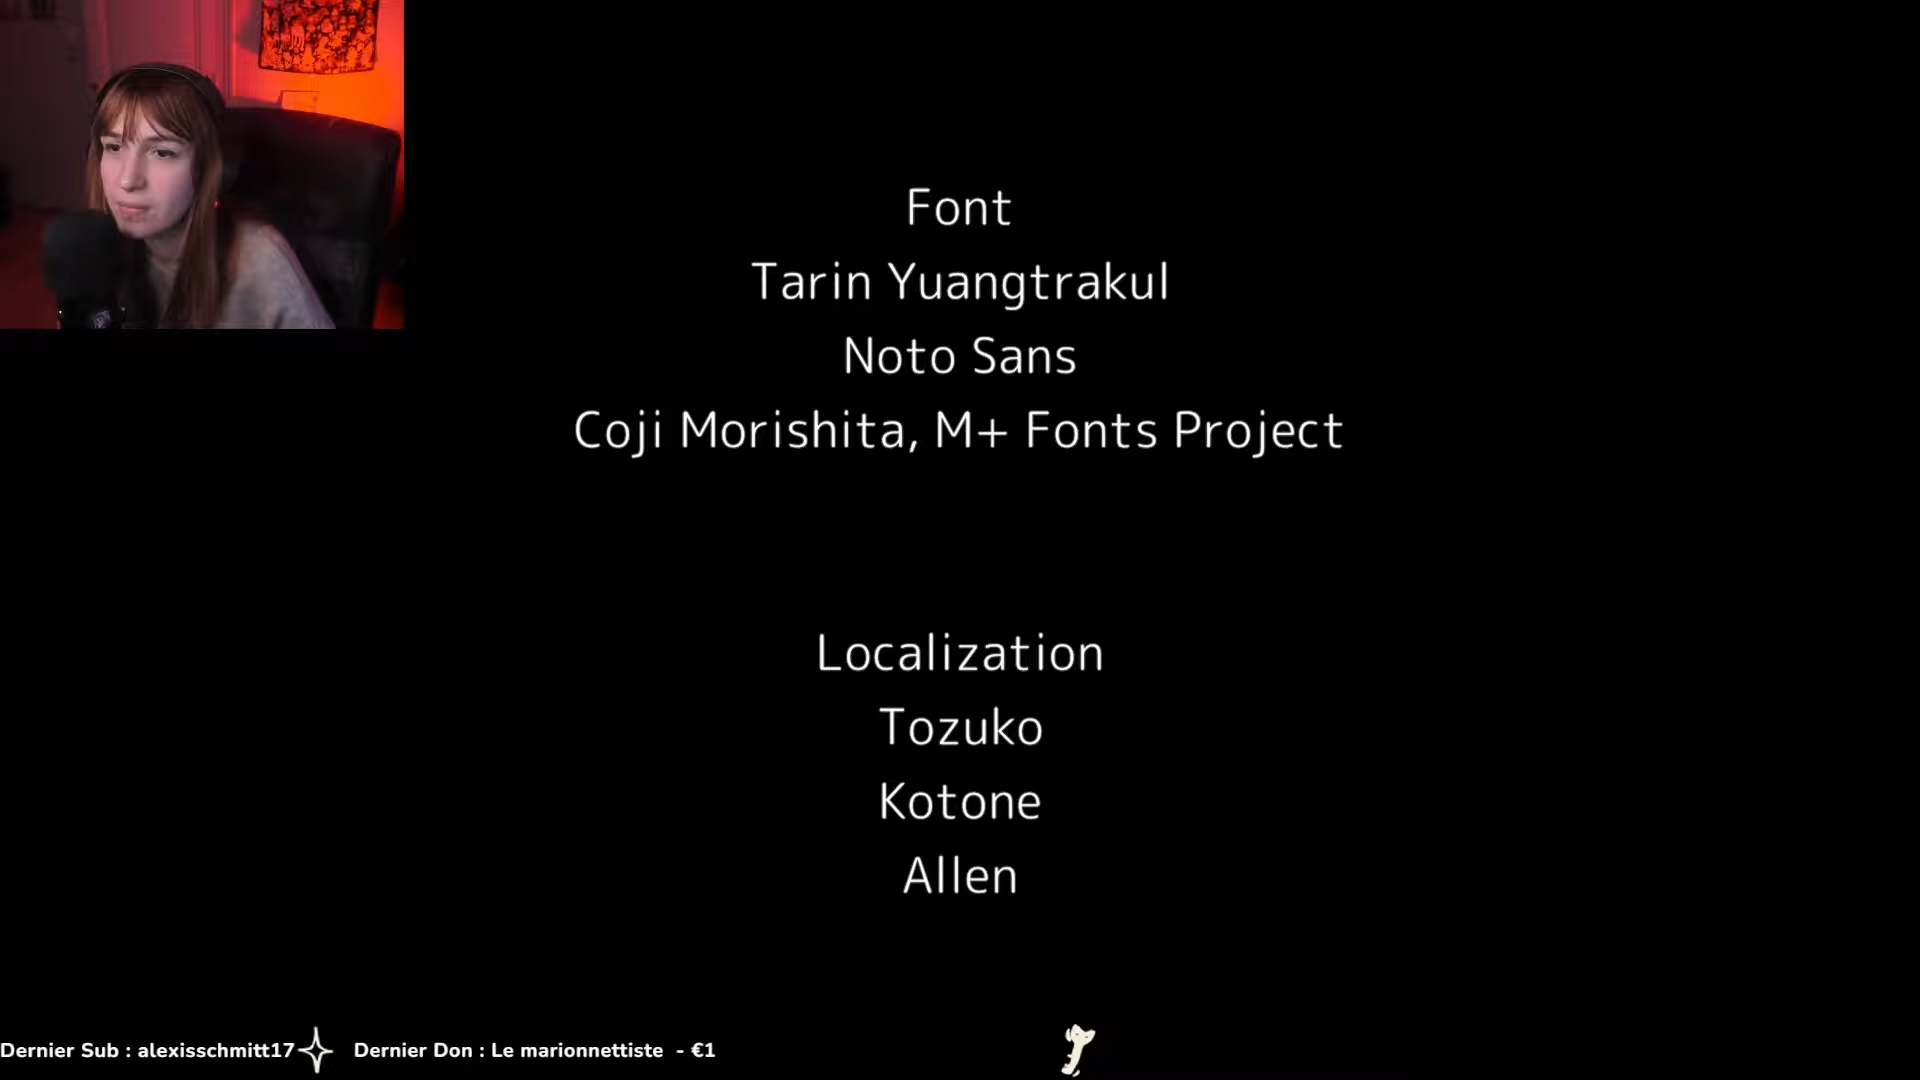 Font
Tarin Yuangtrakul
Noto Sans
Coji Morishita, M+ Fonts Project
Localization
Tozuko
Kotone
Allen
Dernier Sub : alexisschmitt17 Dernier Don : Le marionnettiste - €1